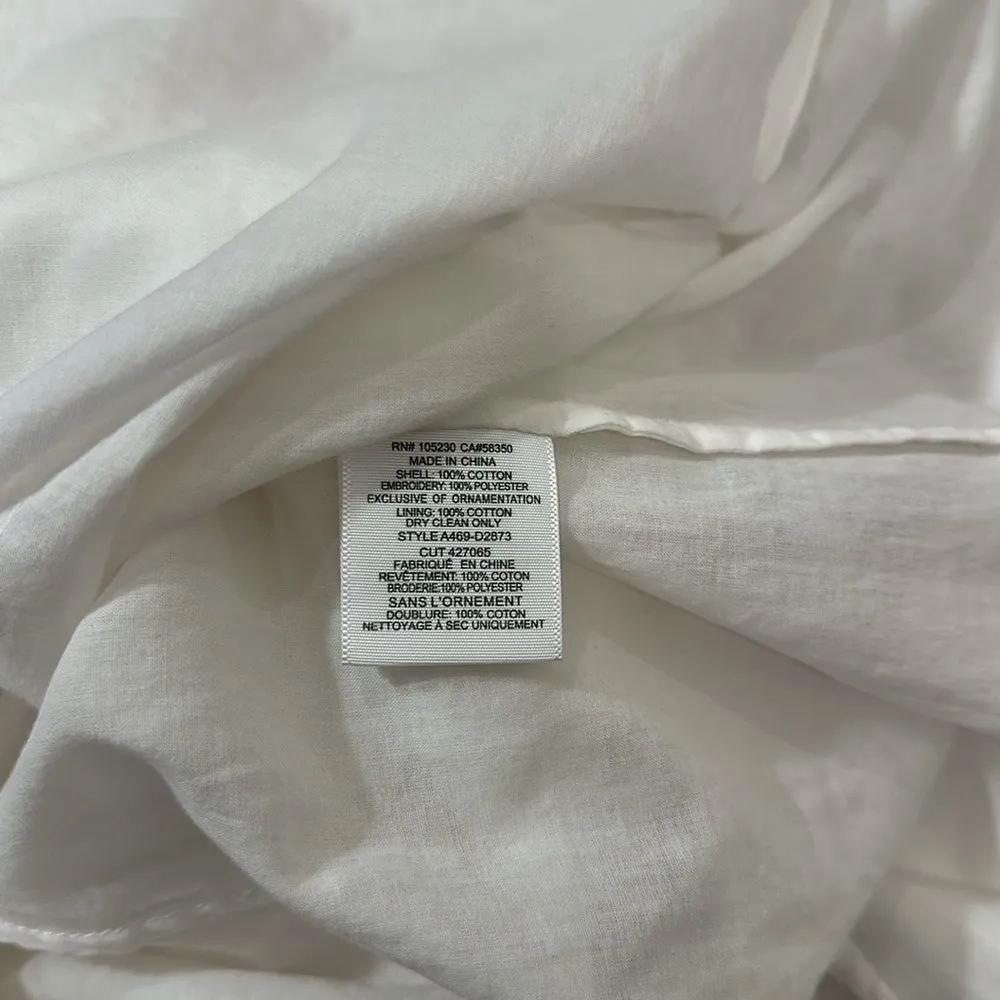 RN# 105230 CA#58350
MADE IN CHINA
SHELL: 100% COTTON
EMBROIDERY: 100% POLYESTER
EXCLUSIVE OF ORNAMENTATION
LINING: 100% COTTON
DRY CLEAN ONLY
STYLE A469-D2873
CUT 427065
FABRIQUÉ EN CHINE
REVÊTEMENT: 100% COTON
BRODERIE:100% POLYESTER
SANS L'ORNEMENT
DOUBLURE: 100% COTON
NETTOYAGE À SEC UNIQUEMENT